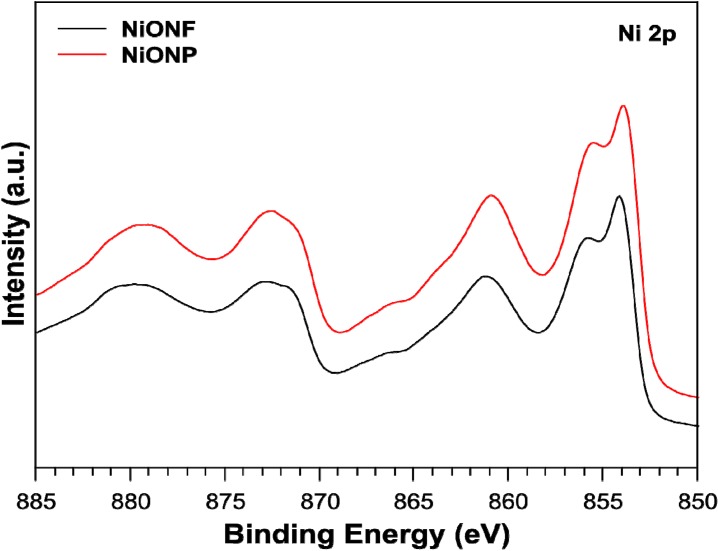 NiONF
NiONP
Ni 2p
Intensity (a.u.)
885 880 875 870 865 860 855 850
Binding Energy (eV)